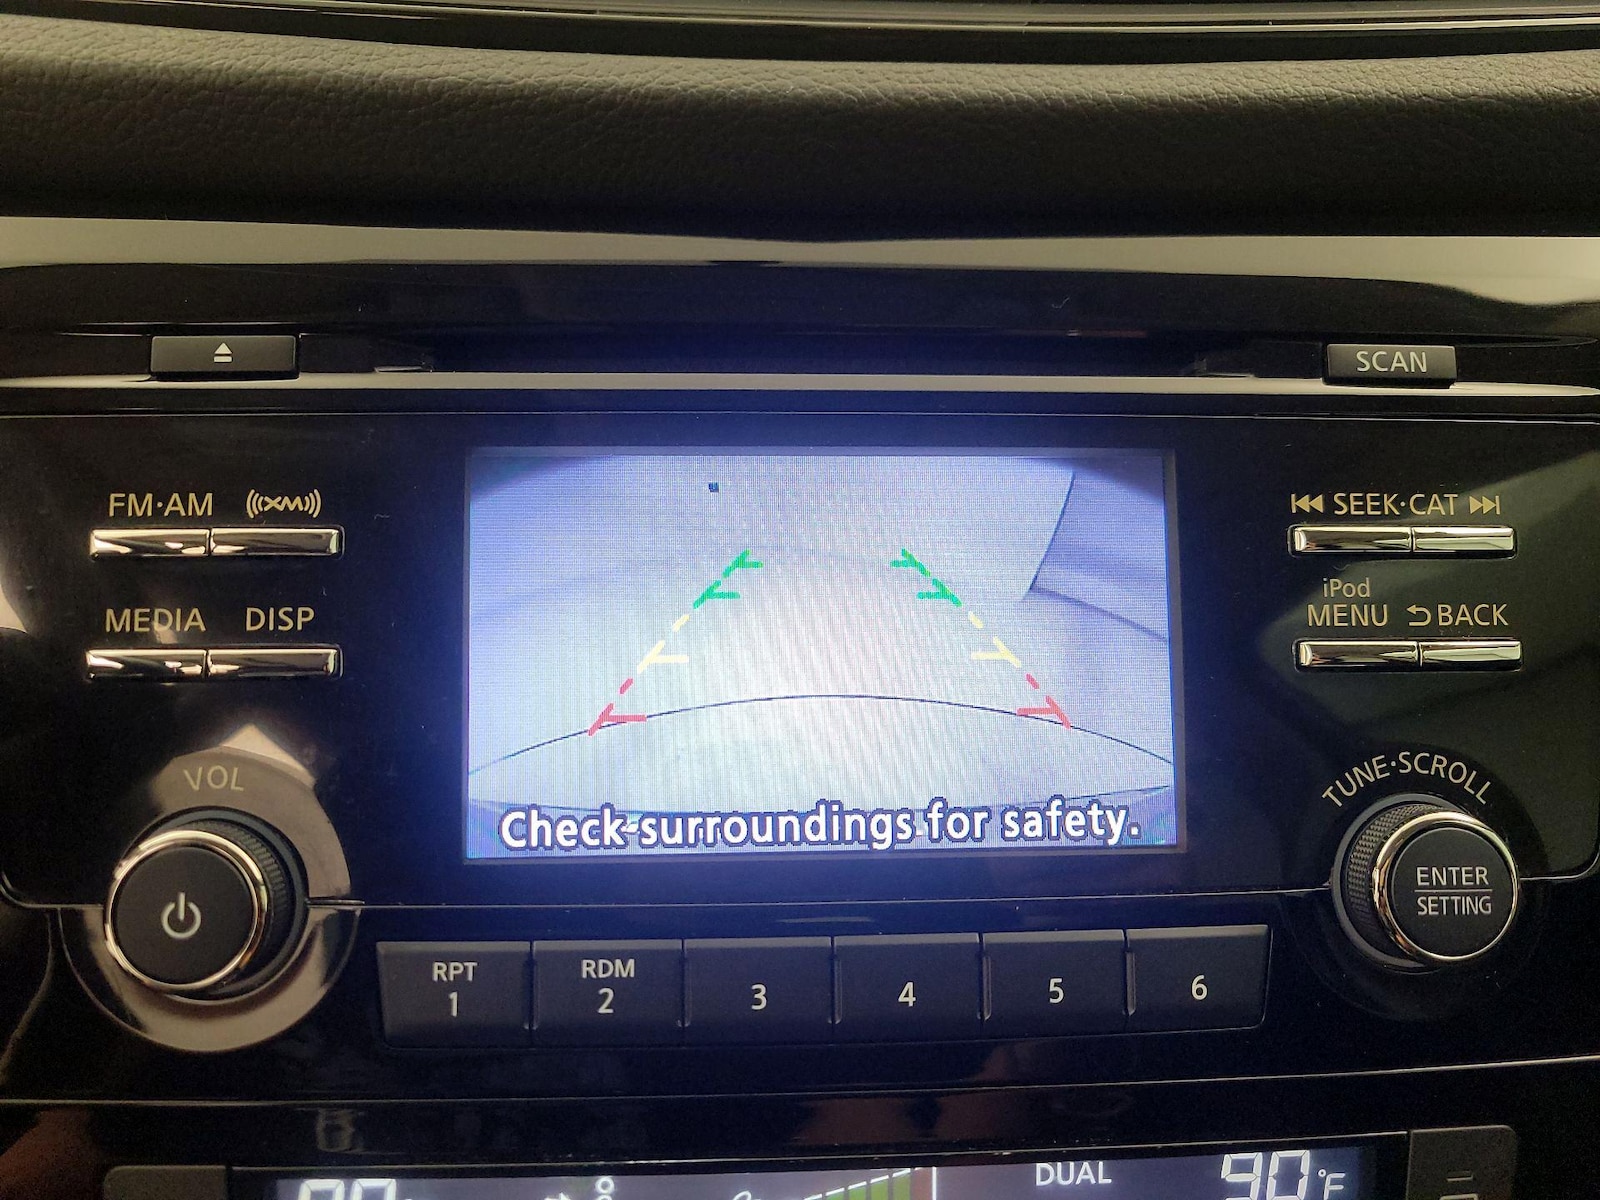 SCAN
FM·AM
XM
SEEK·CAT
iPod
MENU
BACK
MEDIA
DISP
VOL
TUNE·SCROLL
Check surroundings for safety.
ENTER
SETTING
RPT
1
RDM
2
3
4
5
6
DUAL
90°F